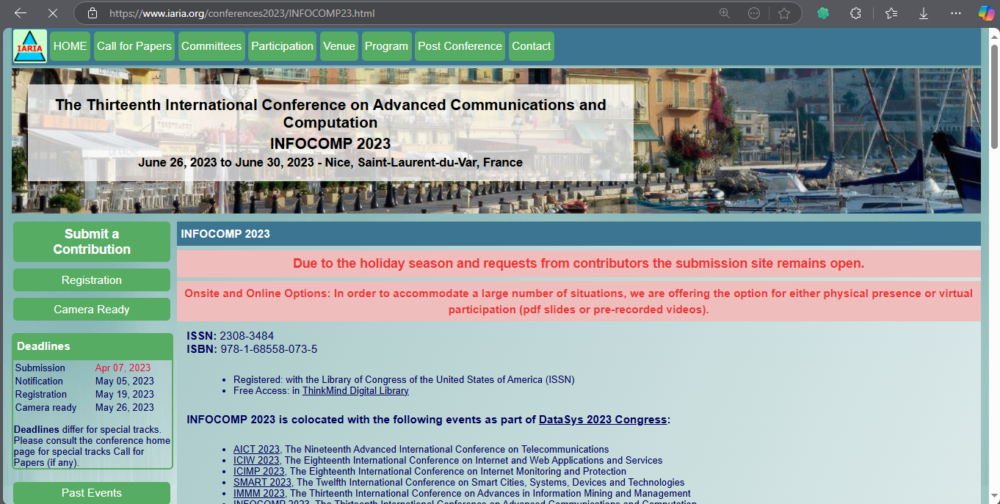 https://www.iaria.org/conferences2023/INFOCOMP23.html
IARIA
HOME
Call for Papers
Committees
Participation
Venue
Program
Post Conference
Contact
The Thirteenth International Conference on Advanced Communications and
Computation
INFOCOMP 2023
June 26, 2023 to June 30, 2023 - Nice, Saint-Laurent-du-Var, France
Submit a
Contribution
Registration
Camera Ready
Deadlines
Submission Apr 07, 2023
Notification May 05, 2023
Registration May 19, 2023
Camera ready May 26, 2023
Deadlines differ for special tracks.
Please consult the conference home
page for special tracks Call for
Papers (if any).
Past Events
INFOCOMP 2023
Due to the holiday season and requests from contributors the submission site remains open.
Onsite and Online Options: In order to accommodate a large number of situations, we are offering the option for either physical presence or virtual
participation (pdf slides or pre-recorded videos).
ISSN: 2308-3484
ISBN: 978-1-68558-073-5
Registered: with the Library of Congress of the United States of America (ISSN)
Free Access: in ThinkMind Digital Library
INFOCOMP 2023 is colocated with the following events as part of DataSys 2023 Congress:
AICT 2023, The Nineteenth Advanced International Conference on Telecommunications
ICIW 2023, The Eighteenth International Conference on Internet and Web Applications and Services
ICIMP 2023, The Eighteenth International Conference on Internet Monitoring and Protection
SMART 2023, The Twelfth International Conference on Smart Cities, Systems, Devices and Technologies
IMMM 2023, The Thirteenth International Conference on Advances in Information Mining and Management
INFOCOMP 2023, The Thirteenth International Conference on Advanced Communications and Computation